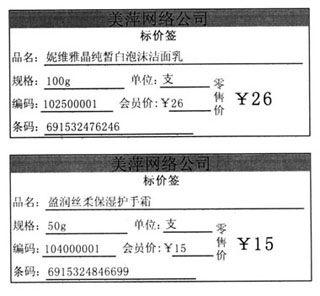 美萍网络公司
标价签
品名: 妮维雅晶纯皙白泡沫洁面乳
规格: 100g 单位: 支 零售价 ¥26
编码: 102500001 会员价: ¥26
条码: 691532476246
美萍网络公司
标价签
品名: 盈润丝柔保湿护手霜
规格: 50g 单位: 支 零售价 ¥15
编码: 104000001 会员价: ¥15
条码: 6915324846699